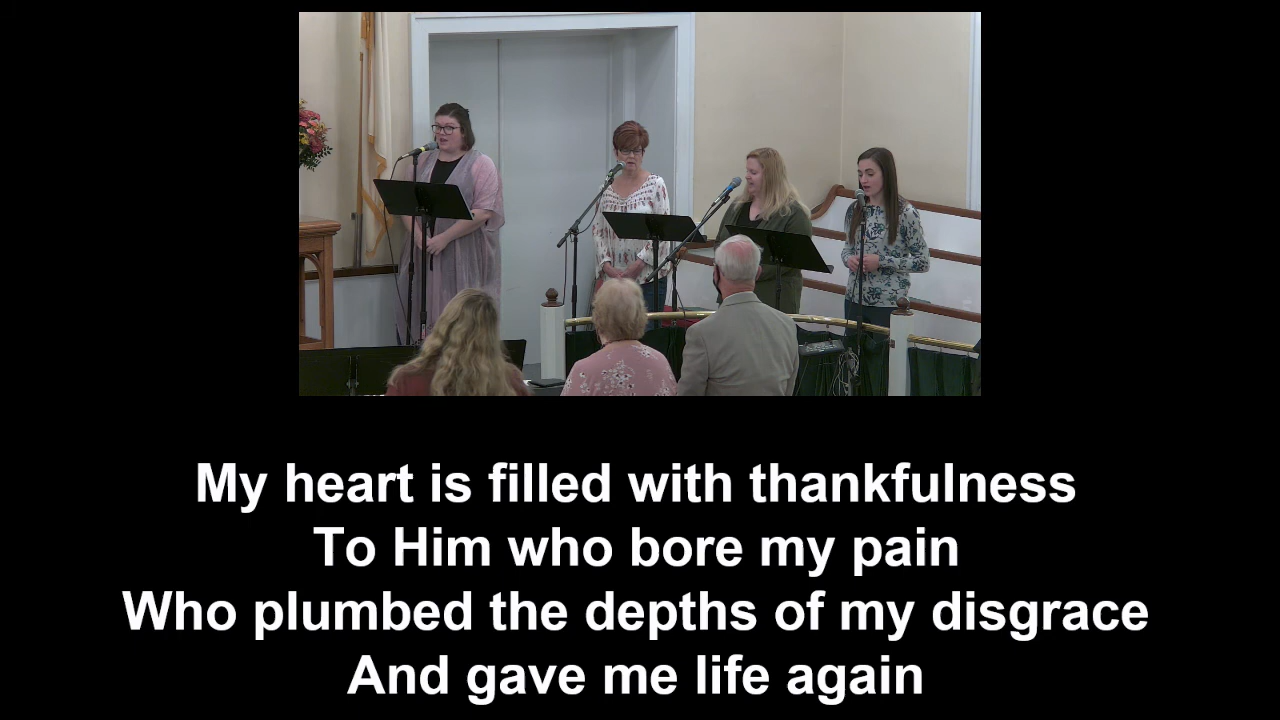 My heart is filled with thankfulness
To Him who bore my pain
Who plumbed the depths of my disgrace
And gave me life again